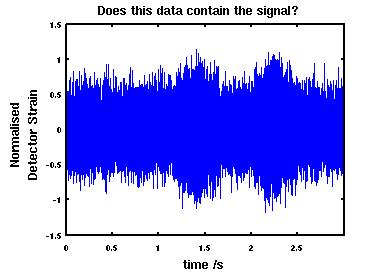 Does this data contain the signal?
1.5
1
0.5
0
-0.5
-1
-1.5
Normalised
Detector Strain
0 0.5 1 1.5 2 2.5
time /s